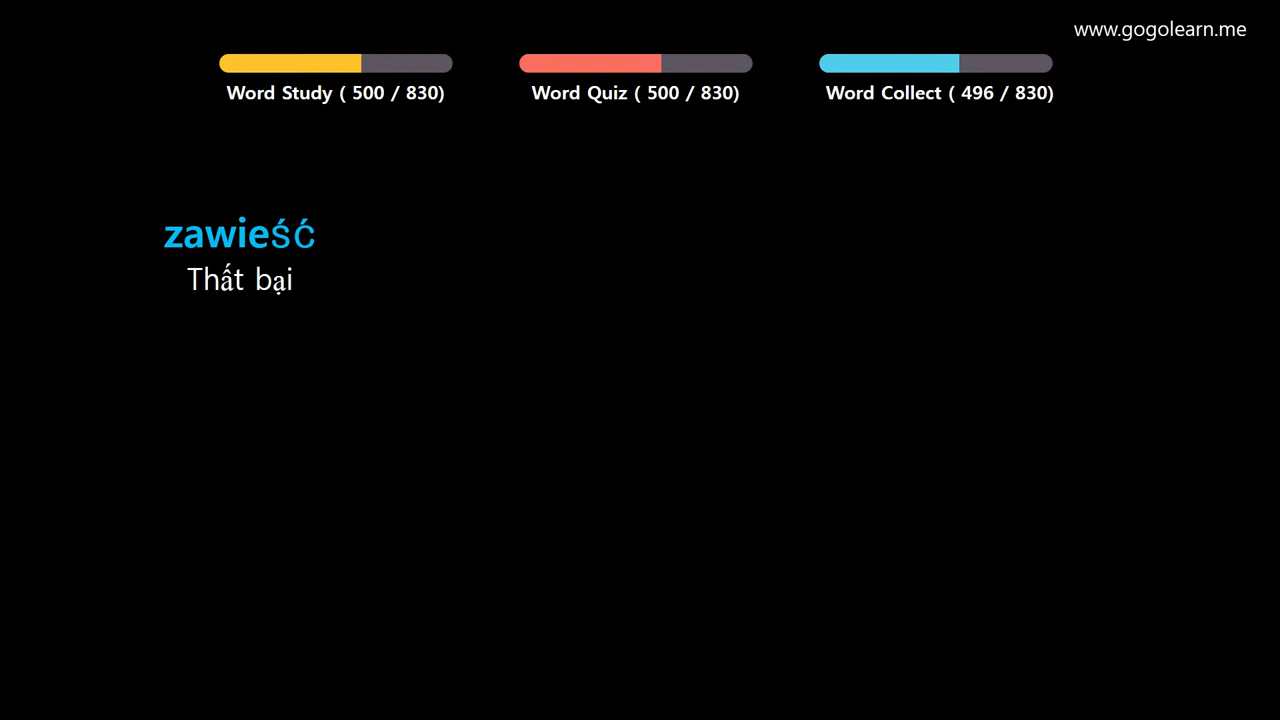 www.gogolearn.me
Word Study ( 500 / 830)
Word Quiz ( 500 / 830)
Word Collect ( 496 / 830)
zawieść
Thất bại